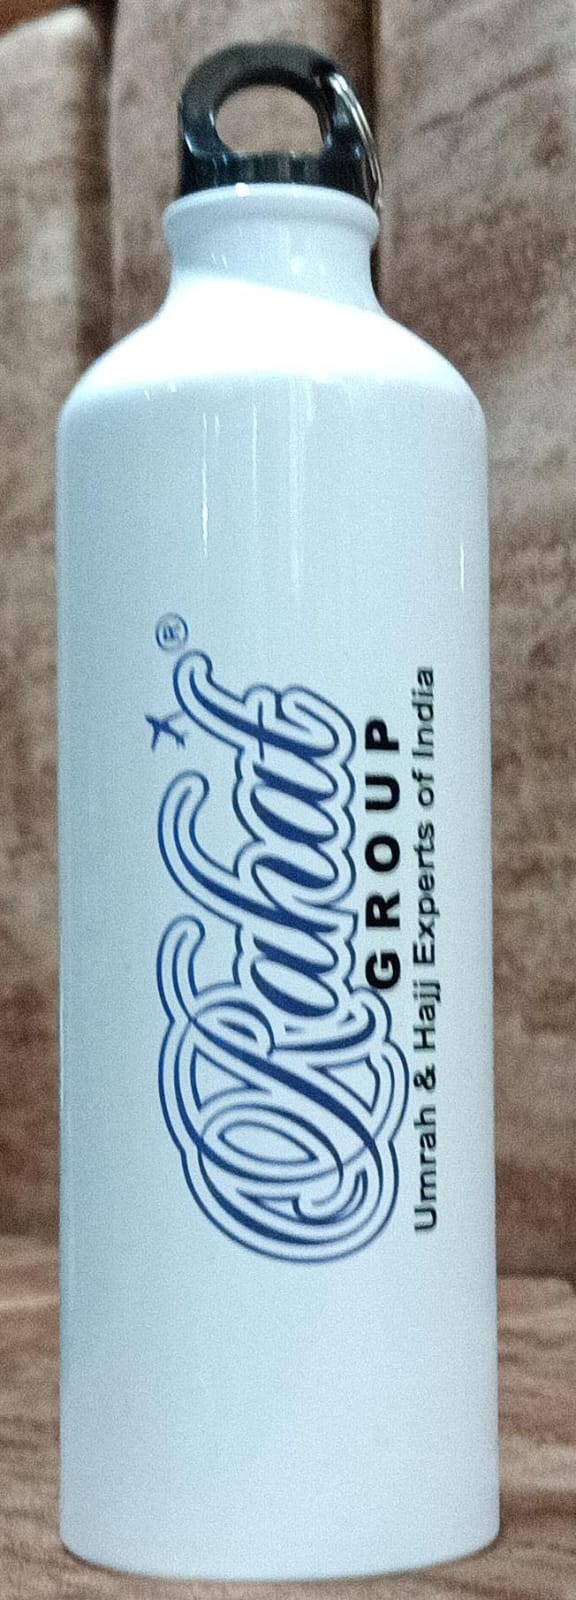 Rahat®
GROUP
Umrah & Hajj Experts of India